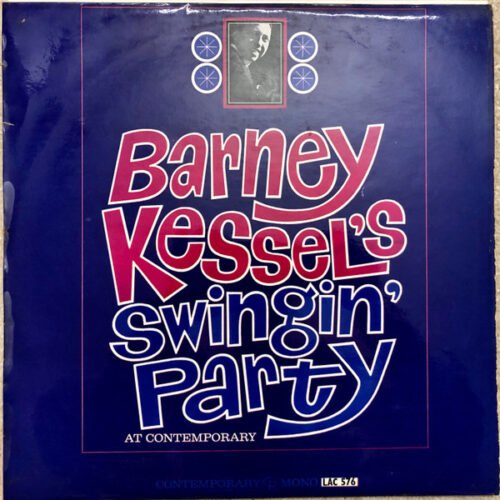 Barney
Kessel's
Swingin'
Party
AT CONTEMPORARY
CONTEMPORARY MONO LAC 576